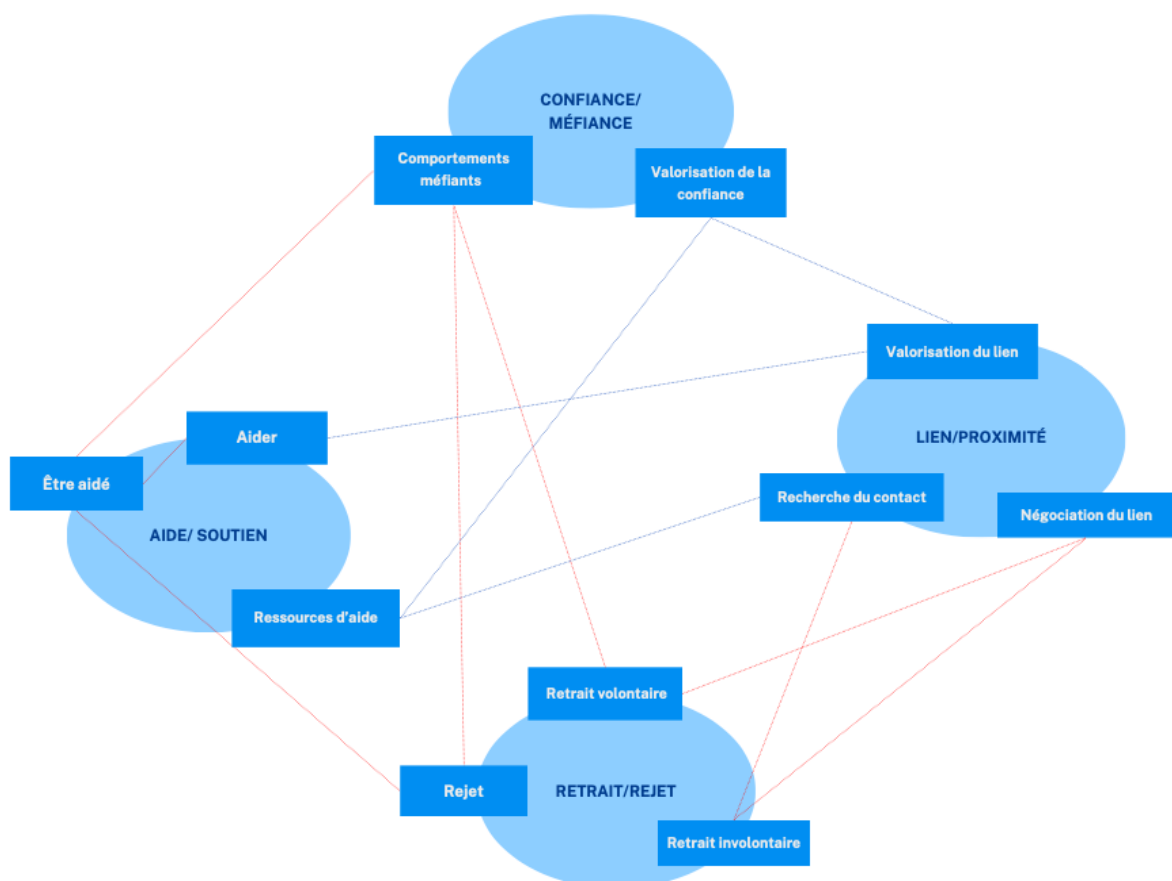 CONFIANCE/
MÉFIANCE
Comportements
méfiants
Valorisation de la
confiance
Valorisation du lien
LIEN/PROXIMITÉ
Aider
Être aidé
Recherche du contact
Négociation du lien
AIDE/ SOUTIEN
Ressources d'aide
Retrait volontaire
Rejet
RETRAIT/REJET
Retrait involontaire